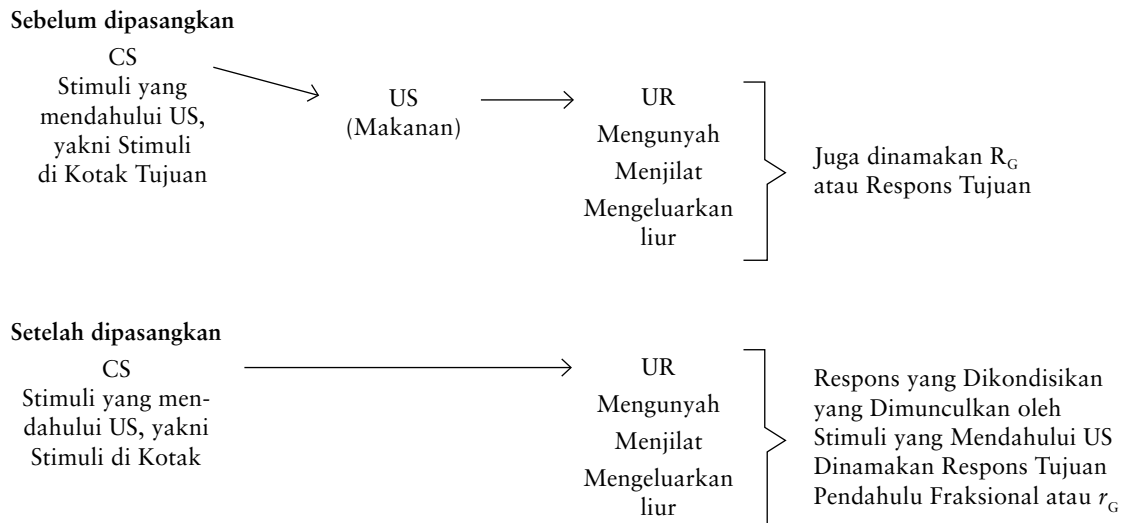 Sebelum dipasangkan
CS
Stimuli yang
mendahului US,
yakni Stimuli
di Kotak Tujuan
US
(Makanan)
UR
Mengunyah
Menjilat
Mengeluarkan
liur
Juga dinamakan R_G
atau Respons Tujuan
Setelah dipasangkan
CS
Stimuli yang men-
dahului US, yakni
Stimuli di Kotak
UR
Mengunyah
Menjilat
Mengeluarkan
liur
Respons yang Dikondisikan
yang Dimunculkan oleh
Stimuli yang Mendahului US
Dinamakan Respons Tujuan
Pendahulu Fraksional atau r_G